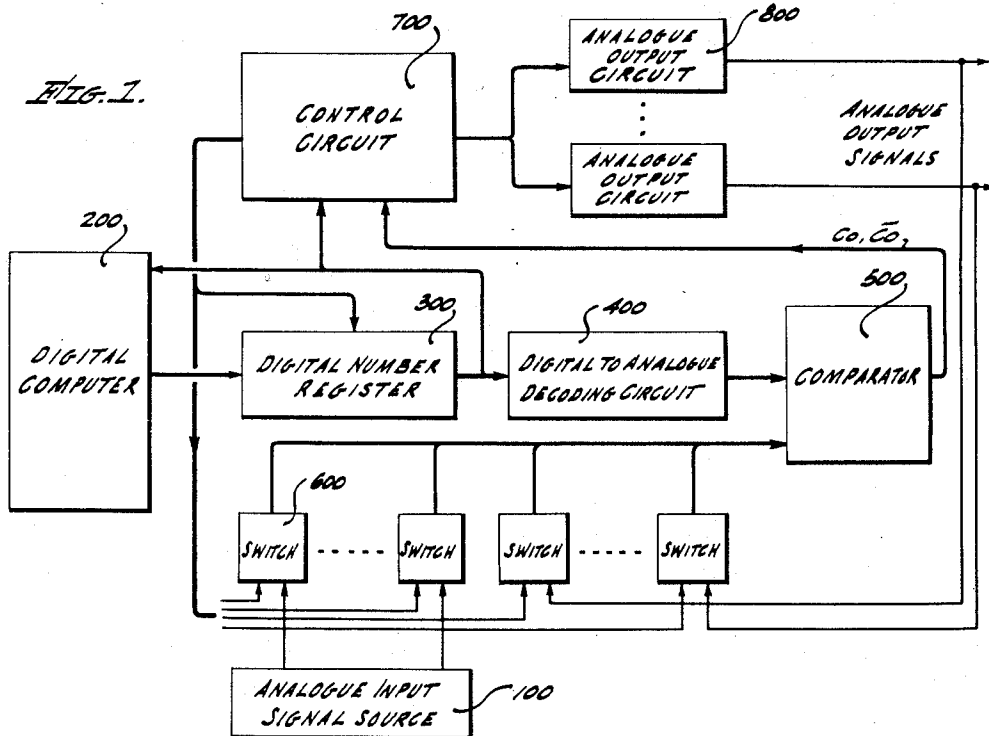 FIG. 1.
700
CONTROL
CIRCUIT
ANALOGUE
OUTPUT
CIRCUIT
800
ANALOGUE
OUTPUT
CIRCUIT
ANALOGUE
OUTPUT
SIGNALS
200
DIGITAL
COMPUTER
300
DIGITAL NUMBER
REGISTER
400
DIGITAL TO ANALOGUE
DECODING CIRCUIT
Co, C̅o,
500
COMPARATOR
600
SWITCH
SWITCH
SWITCH
SWITCH
ANALOGUE INPUT
SIGNAL SOURCE
100